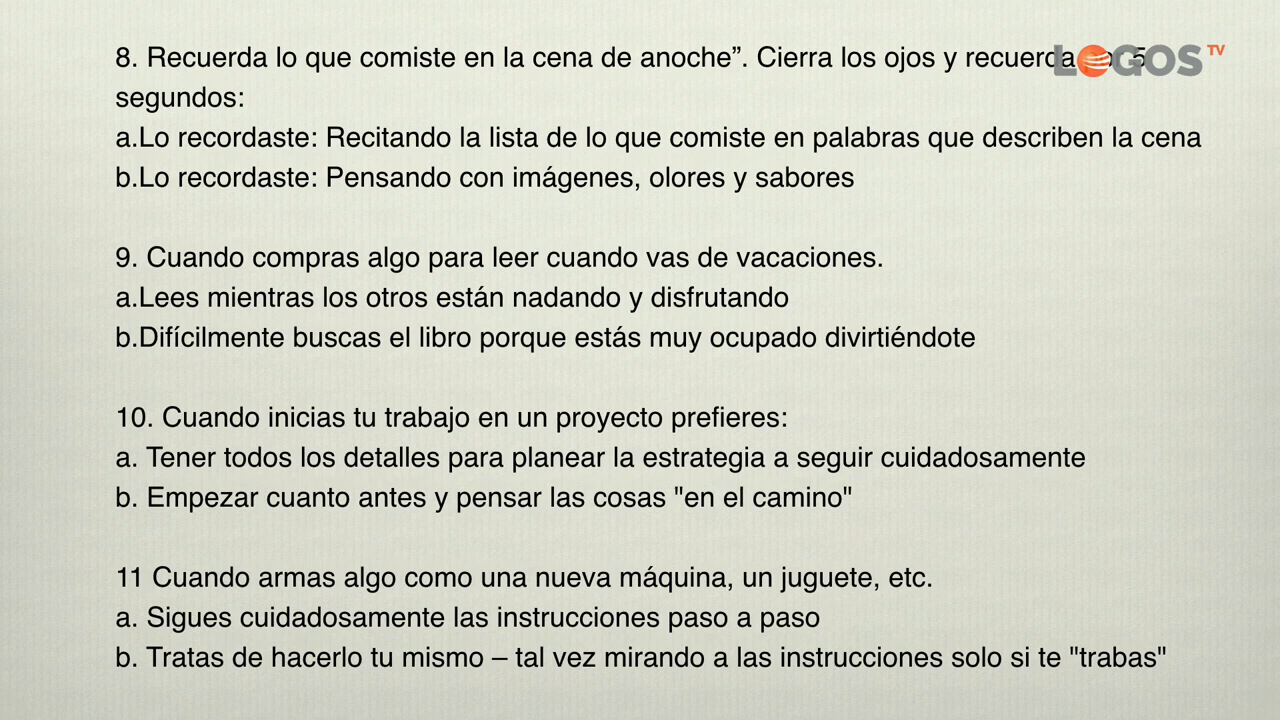 8. Recuerda lo que comiste en la cena de anoche”. Cierra los ojos y recuerda 5
segundos:
a.Lo recordaste: Recitando la lista de lo que comiste en palabras que describen la cena
b.Lo recordaste: Pensando con imágenes, olores y sabores
9. Cuando compras algo para leer cuando vas de vacaciones.
a.Lees mientras los otros están nadando y disfrutando
b.Difícilmente buscas el libro porque estás muy ocupado divirtiéndote
10. Cuando inicias tu trabajo en un proyecto prefieres:
a. Tener todos los detalles para planear la estrategia a seguir cuidadosamente
b. Empezar cuanto antes y pensar las cosas "en el camino"
11 Cuando armas algo como una nueva máquina, un juguete, etc.
a. Sigues cuidadosamente las instrucciones paso a paso
b. Tratas de hacerlo tu mismo – tal vez mirando a las instrucciones solo si te "trabas"
LOGOS TV